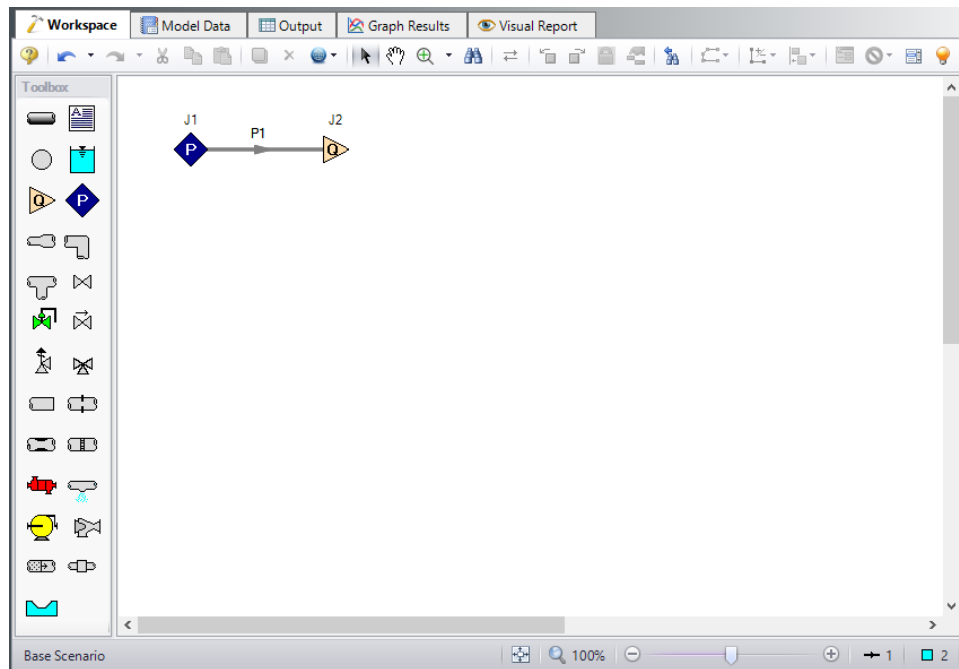 Workspace Model Data Output Graph Results Visual Report
Toolbox
A
J1 J2
P1
P Q
Q P
Base Scenario 100% 1 2